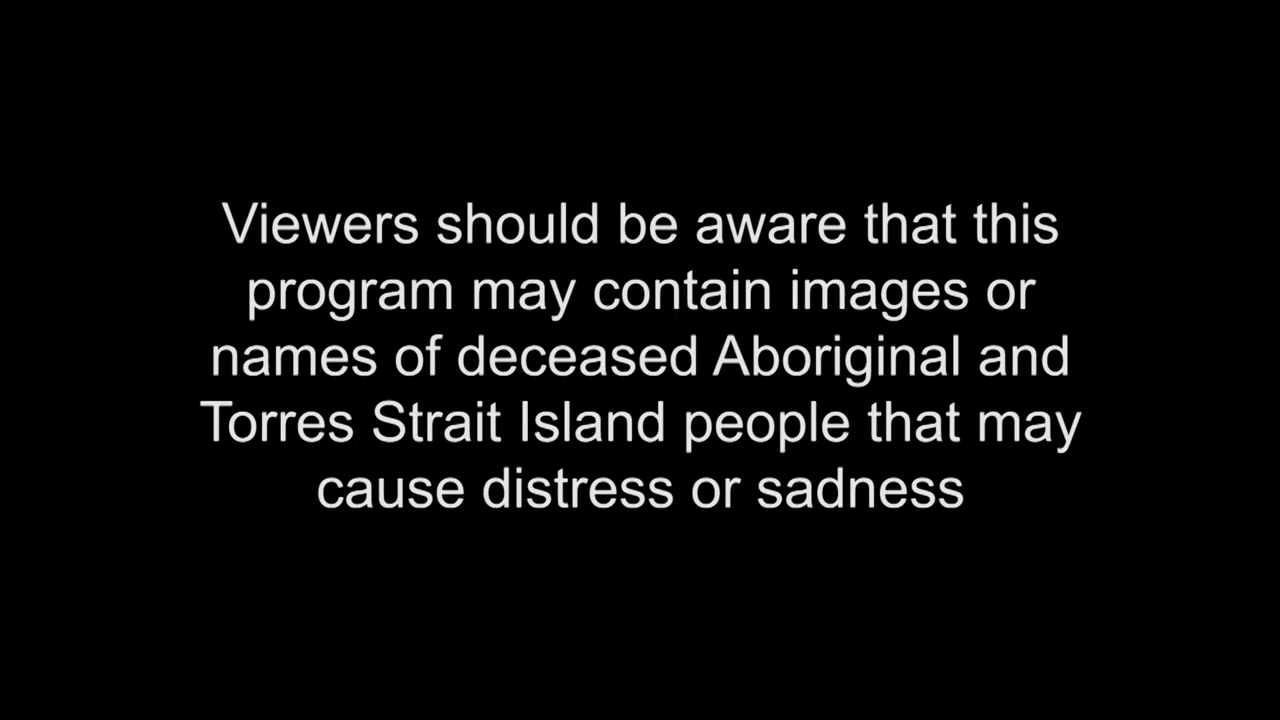 Viewers should be aware that this
program may contain images or
names of deceased Aboriginal and
Torres Strait Island people that may
cause distress or sadness